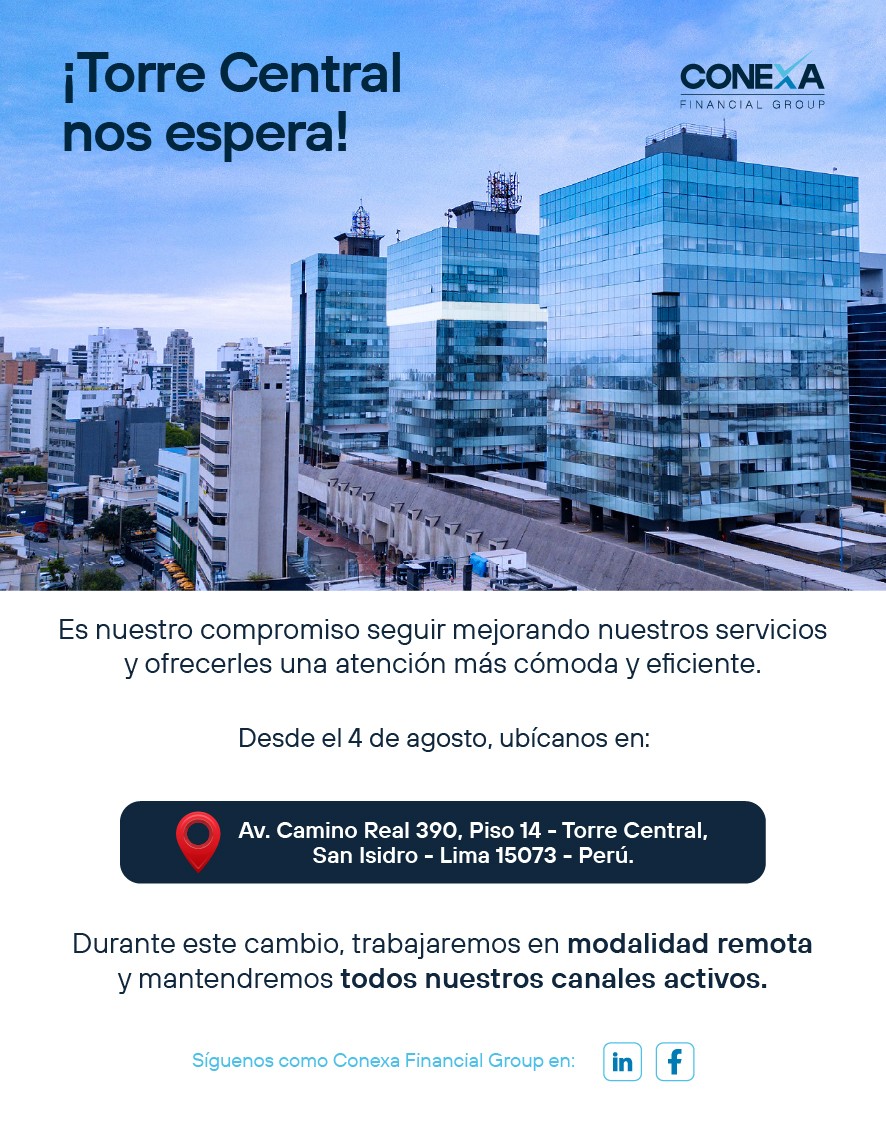 ¡Torre Central
nos espera!
CONEXA
FINANCIAL GROUP
Es nuestro compromiso seguir mejorando nuestros servicios
y ofrecerles una atención más cómoda y eficiente.
Desde el 4 de agosto, ubícanos en:
Av. Camino Real 390, Piso 14 - Torre Central,
San Isidro - Lima 15073 - Perú.
Durante este cambio, trabajaremos en modalidad remota
y mantendremos todos nuestros canales activos.
Síguenos como Conexa Financial Group en:
in f